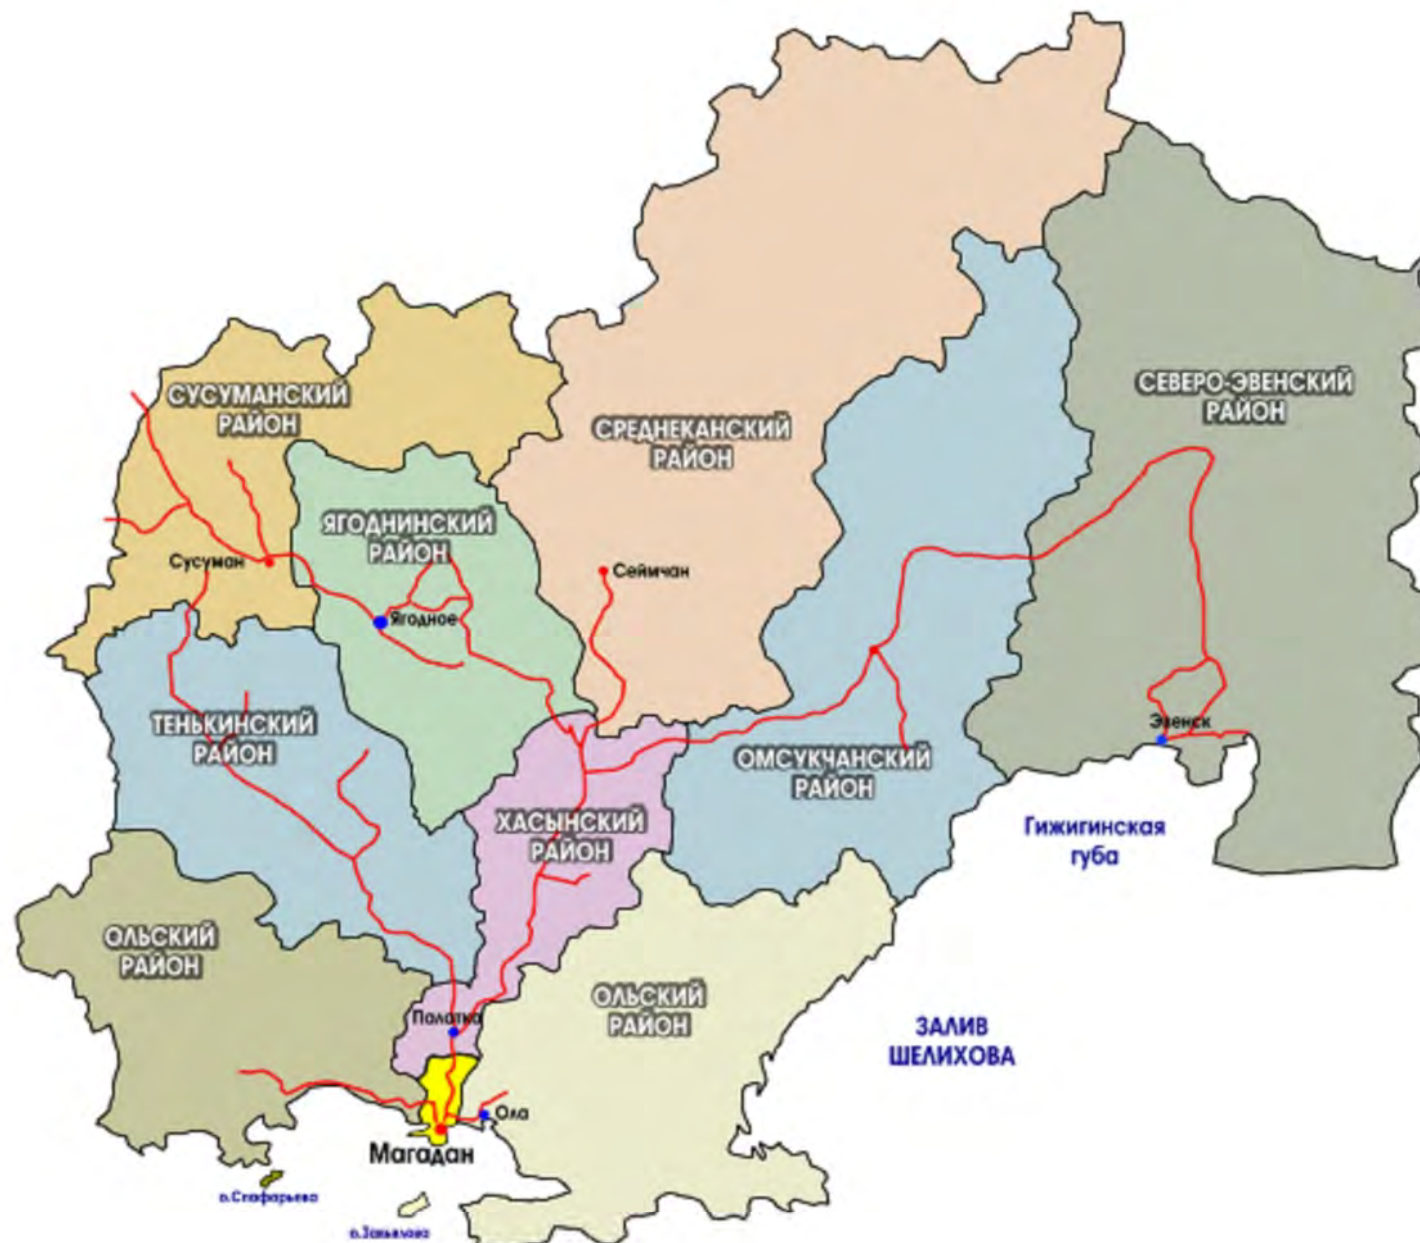 СУСУМАНСКИЙ
РАЙОН
СЕВЕРО-ЭВЕНСКИЙ
РАЙОН
СРЕДНЕКАНСКИЙ
РАЙОН
ЯГОДНИНСКИЙ
РАЙОН
Сусуман
Сеймчан
Ягодное
ТЕНЬКИНСКИЙ
РАЙОН
Эвенск
ОМСУКЧАНСКИЙ
РАЙОН
ХАСЫНСКИЙ
РАЙОН
Гижигинская
губа
ОЛЬСКИЙ
РАЙОН
ОЛЬСКИЙ
РАЙОН
Палатка
ЗАЛИВ
ШЕЛИХОВА
Ола
Магадан
о.Спафарьева